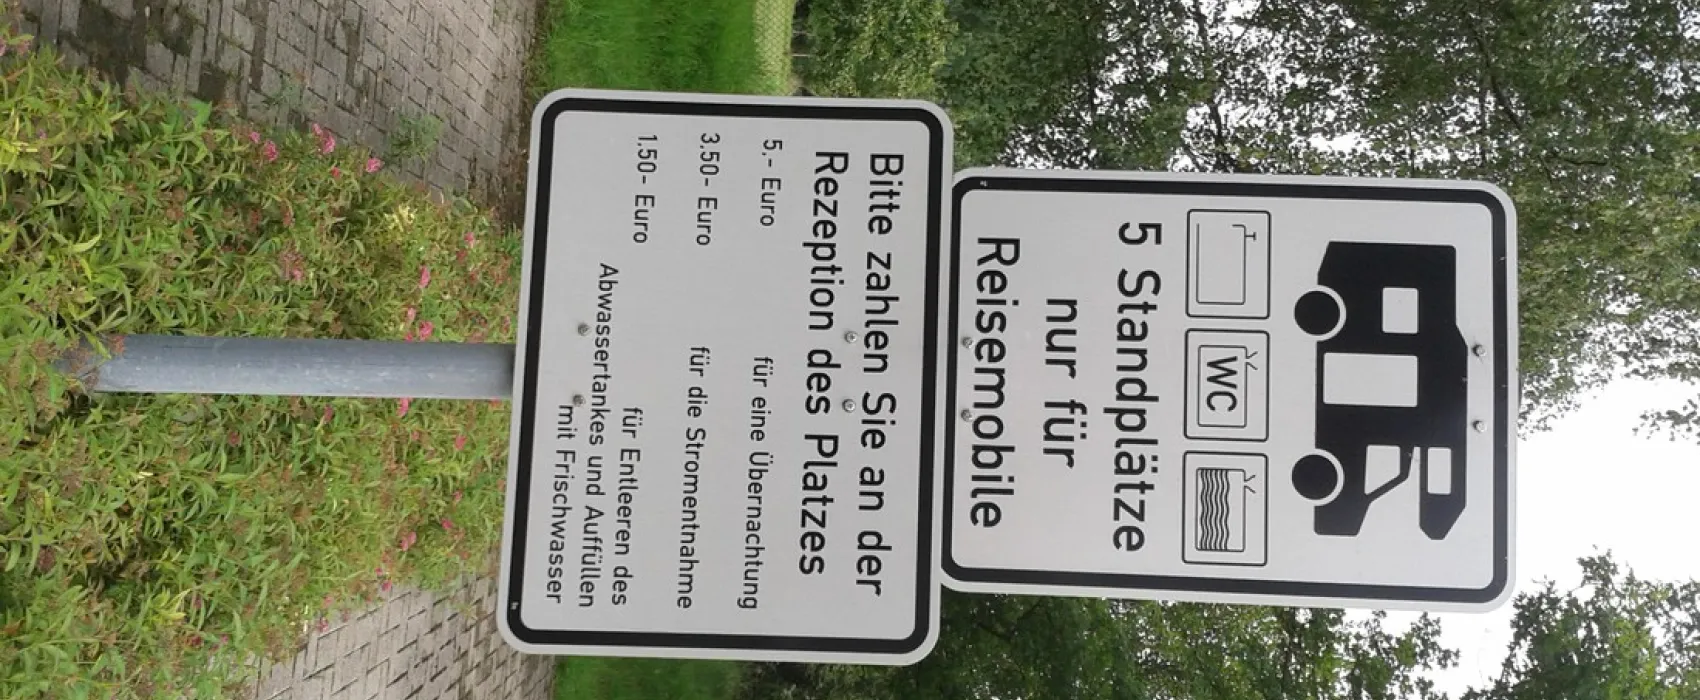 WC
5 Standplätze
nur für
Reisemobile
Bitte zahlen Sie an der
Rezeption des Platzes
5,- Euro für eine Übernachtung
3.50- Euro für die Stromentnahme
1.50- Euro für Entleeren des
Abwassertankes und Auffüllen
mit Frischwasser